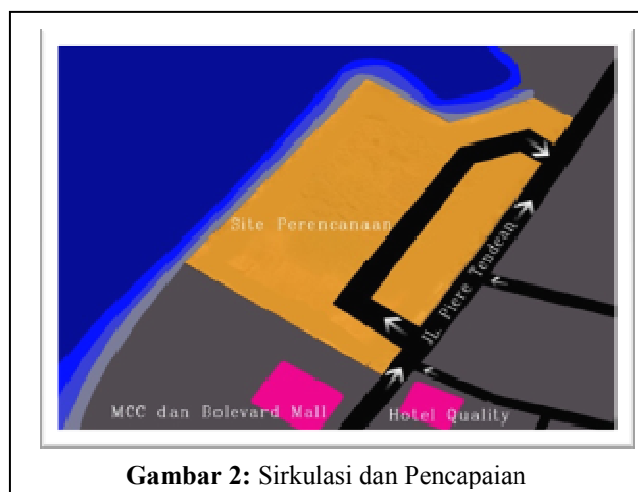 Site Perencanaan
JL. Piere Tendean
MCC dan Bolevard Mall
Hotel Quality
Gambar 2: Sirkulasi dan Pencapaian